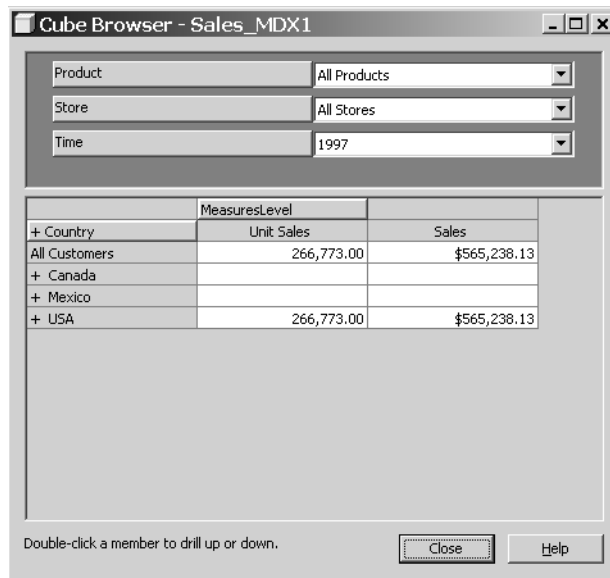 Cube Browser - Sales_MDX1
Product All Products
Store All Stores
Time 1997
MeasuresLevel
+ Country Unit Sales Sales
All Customers 266,773.00 $565,238.13
+ Canada
+ Mexico
+ USA 266,773.00 $565,238.13
Double-click a member to drill up or down.
Close Help